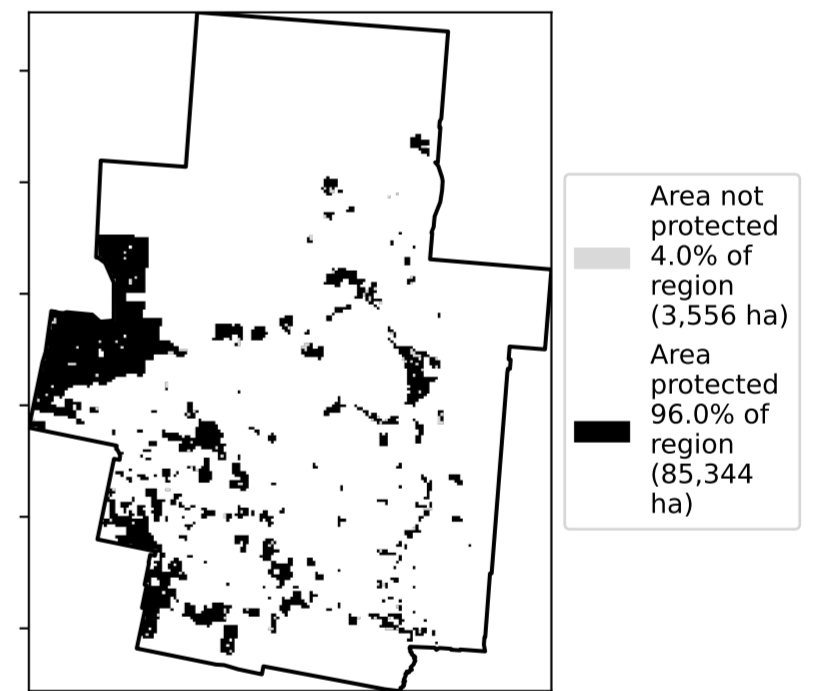 Area not
protected
4.0% of
region
(3,556 ha)
Area
protected
96.0% of
region
(85,344
ha)